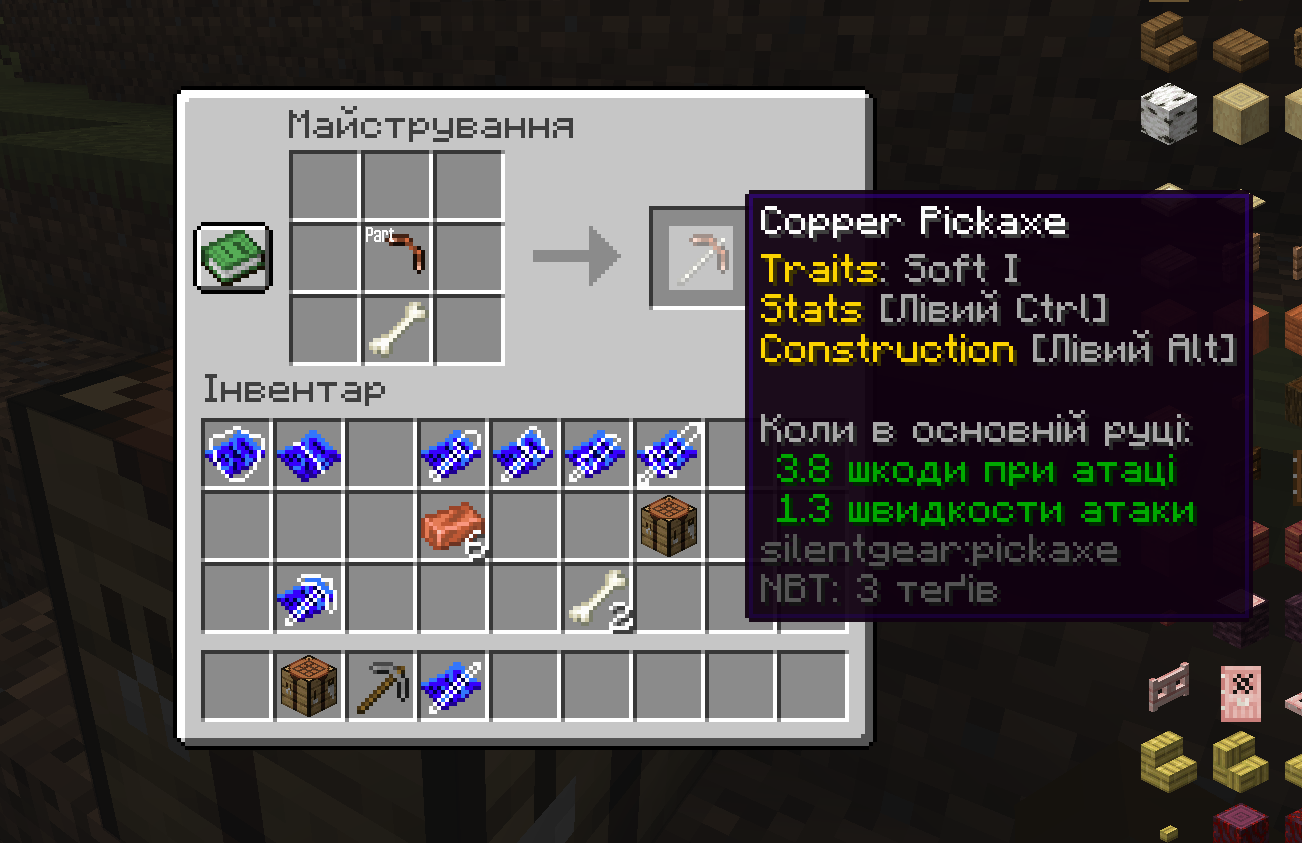 Майстрування
Part
Copper Pickaxe
Traits: Soft I
Stats [Лівий Ctrl]
Construction [Лівий Alt]
Інвентар
Коли в основній руці:
3.8 шкоди при атаці
1.3 швидкости атаки
silentgear:pickaxe
NBT: 3 теґів
6
2